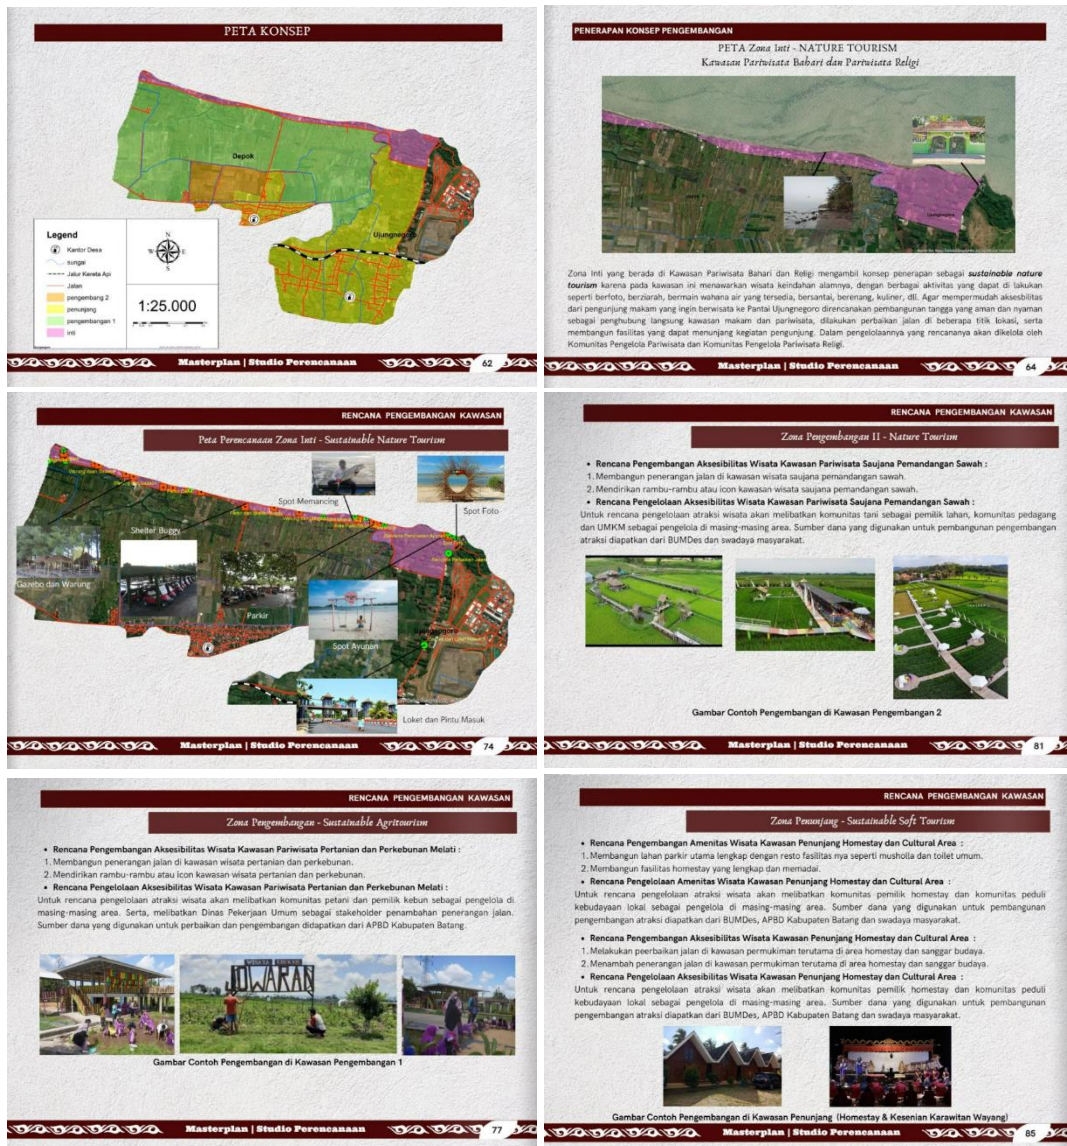 PETA KONSEP
Depok
Ujungnegoro
Legend
Kantor Desa
sungai
Jalur Kereta Api
Jalan
pengembang 2
penunjang
pengembangan 1
inti
N
W E
S
1:25.000
Masterplan | Studio Perencanaan
62
PENERAPAN KONSEP PENGEMBANGAN
PETA Zona Inti - NATURE TOURISM
Kawasan Pariwisata Bahari dan Pariwisata Religi
Ujungnegoro
Zona Inti yang berada di Kawasan Pariwisata Bahari dan Religi mengambil konsep penerapan sebagai sustainable nature
tourism karena pada kawasan ini menawarkan wisata keindahan alamnya, dengan berbagai aktivitas yang dapat di lakukan
seperti berfoto, berziarah, bermain wahana air yang tersedia, bersantai, berenang, kuliner, dll. Agar mempermudah aksesbilitas
dari pengunjung makam yang ingin berwisata ke Pantai Ujungnegoro direncanakan pembangunan tangga yang aman dan nyaman
sebagai penghubung langsung kawasan makam dan pariwisata, dilakukan perbaikan jalan di beberapa titik lokasi, serta
membangun fasilitas yang dapat menunjang kegiatan pengunjung. Dalam pengelolaannya yang rencananya akan dikelola oleh
Komunitas Pengelola Pariwisata dan Komunitas Pengelola Pariwisata Religi.
Masterplan | Studio Perencanaan
64
RENCANA PENGEMBANGAN KAWASAN
Peta Perencanaan Zona Inti - Sustainable Nature Tourism
Spot Memancing
Spot Foto
Shelter Buggy
Gazebo dan Warung
Parkir
Spot Ayunan
Ujungnegoro
Loket dan Pintu Masuk
Masterplan | Studio Perencanaan
74
RENCANA PENGEMBANGAN KAWASAN
Zona Pengembangan II - Nature Tourism
• Rencana Pengembangan Aksesibilitas Wisata Kawasan Pariwisata Saujana Pemandangan Sawah :
1. Membangun penerangan jalan di kawasan wisata saujana pemandangan sawah.
2. Mendirikan rambu-rambu atau icon kawasan wisata saujana pemandangan sawah.
• Rencana Pengelolaan Aksesibilitas Wisata Kawasan Pariwisata Saujana Pemandangan Sawah :
Untuk rencana pengelolaan atraksi wisata akan melibatkan komunitas tani sebagai pemilik lahan, komunitas pedagang
dan UMKM sebagai pengelola di masing-masing area. Sumber dana yang digunakan untuk pembangunan pengembangan
atraksi diapatkan dari BUMDes dan swadaya masyarakat.
Gambar Contoh Pengembangan di Kawasan Pengembangan 2
Masterplan | Studio Perencanaan
81
RENCANA PENGEMBANGAN KAWASAN
Zona Pengembangan - Sustainable Agritourism
• Rencana Pengembangan Aksesibilitas Wisata Kawasan Pariwisata Pertanian dan Perkebunan Melati :
1. Membangun penerangan jalan di kawasan wisata pertanian dan perkebunan.
2. Mendirikan rambu-rambu atau icon kawasan wisata pertanian dan perkebunan.
• Rencana Pengelolaan Aksesibilitas Wisata Kawasan Pariwisata Pertanian dan Perkebunan Melati :
Untuk rencana pengelolaan atraksi wisata akan melibatkan komunitas petani dan pemilik kebun sebagai pengelola di
masing-masing area. Serta, melibatkan Dinas Pekerjaan Umum sebagai stakeholder penambahan penerangan jalan.
Sumber dana yang digunakan untuk perbaikan dan pengembangan didapatkan dari APBD Kabupaten Batang.
JOWARAN
Gambar Contoh Pengembangan di Kawasan Pengembangan 1
Masterplan | Studio Perencanaan
77
RENCANA PENGEMBANGAN KAWASAN
Zona Penunjang - Sustainable Soft Tourism
• Rencana Pengembangan Amenitas Wisata Kawasan Penunjang Homestay dan Cultural Area :
1. Membangun lahan parkir utama lengkap dengan resto fasilitas nya seperti musholla dan toilet umum.
2. Membangun fasilitas homestay yang lengkap dan memadai.
• Rencana Pengelolaan Amenitas Wisata Kawasan Penunjang Homestay dan Cultural Area :
Untuk rencana pengelolaan atraksi wisata akan melibatkan komunitas pemilik homestay dan komunitas peduli
kebudayaan lokal sebagai pengelola di masing-masing area. Sumber dana yang digunakan untuk pembangunan
pengembangan atraksi diapatkan dari BUMDes, APBD Kabupaten Batang dan swadaya masyarakat.
• Rencana Pengembangan Aksesibilitas Wisata Kawasan Penunjang Homestay dan Cultural Area :
1. Melakukan peerbaikan jalan di kawasan permukiman terutama di area homestay dan sanggar budaya.
2. Menambah penerangan jalan di kawasan permukiman terutama di area homestay dan sanggar budaya.
• Rencana Pengelolaan Aksesibilitas Wisata Kawasan Penunjang Homestay dan Cultural Area :
Untuk rencana pengelolaan atraksi wisata akan melibatkan komunitas pemilik homestay dan komunitas peduli
kebudayaan lokal sebagai pengelola di masing-masing area. Sumber dana yang digunakan untuk pembangunan
pengembangan atraksi diapatkan dari BUMDes, APBD Kabupaten Batang dan swadaya masyarakat.
Gambar Contoh Pengembangan di Kawasan Penunjang (Homestay & Kesenian Karawitan Wayang)
Masterplan | Studio Perencanaan
85